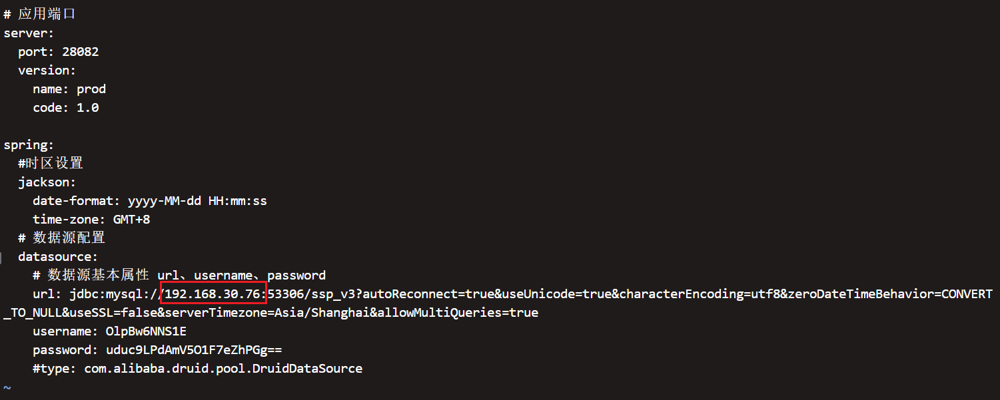 # 应用端口
server:
  port: 28082
  version:
    name: prod
    code: 1.0

spring:
  #时区设置
  jackson:
    date-format: yyyy-MM-dd HH:mm:ss
    time-zone: GMT+8
  # 数据源配置
  datasource:
    # 数据源基本属性 url、username、password
    url: jdbc:mysql://192.168.30.76:53306/ssp_v3?autoReconnect=true&useUnicode=true&characterEncoding=utf8&zeroDateTimeBehavior=CONVERT
_TO_NULL&useSSL=false&serverTimezone=Asia/Shanghai&allowMultiQueries=true
    username: OlpBw6NNS1E
    password: uduc9LPdAmV5O1F7eZhPGg==
    #type: com.alibaba.druid.pool.DruidDataSource
~